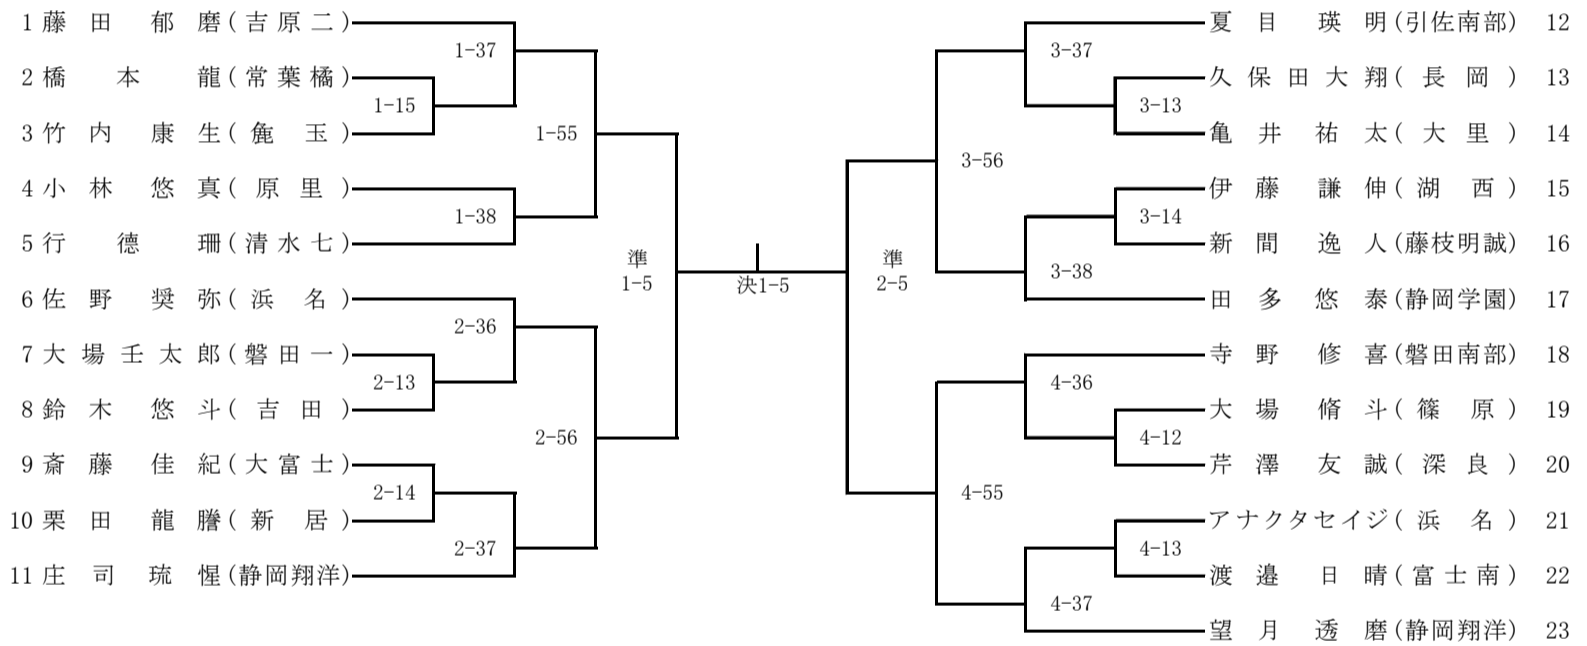 1 藤田郁磨(吉原二)
1-37
2 橋本龍(常葉橘)
1-15
3 竹内康生(麁玉)
1-55
4 小林悠真(原里)
1-38
5 行德珊(清水七)
準
1-5
6 佐野奨弥(浜名)
2-36
7 大場壬太郎(磐田一)
2-13
8 鈴木悠斗(吉田)
2-56
9 斎藤佳紀(大富士)
2-14
10 栗田龍謄(新居)
2-37
11 庄司琉惺(静岡翔洋)
決1-5
夏目瑛明(引佐南部) 12
3-37
久保田大翔(長岡) 13
3-13
亀井祐太(大里) 14
3-56
伊藤謙伸(湖西) 15
3-14
新間逸人(藤枝明誠) 16
3-38
田多悠泰(静岡学園) 17
準
2-5
寺野修喜(磐田南部) 18
4-36
大場脩斗(篠原) 19
4-12
芹澤友誠(深良) 20
4-55
アナクタセイジ(浜名) 21
4-13
渡邉日晴(富士南) 22
4-37
望月透磨(静岡翔洋) 23